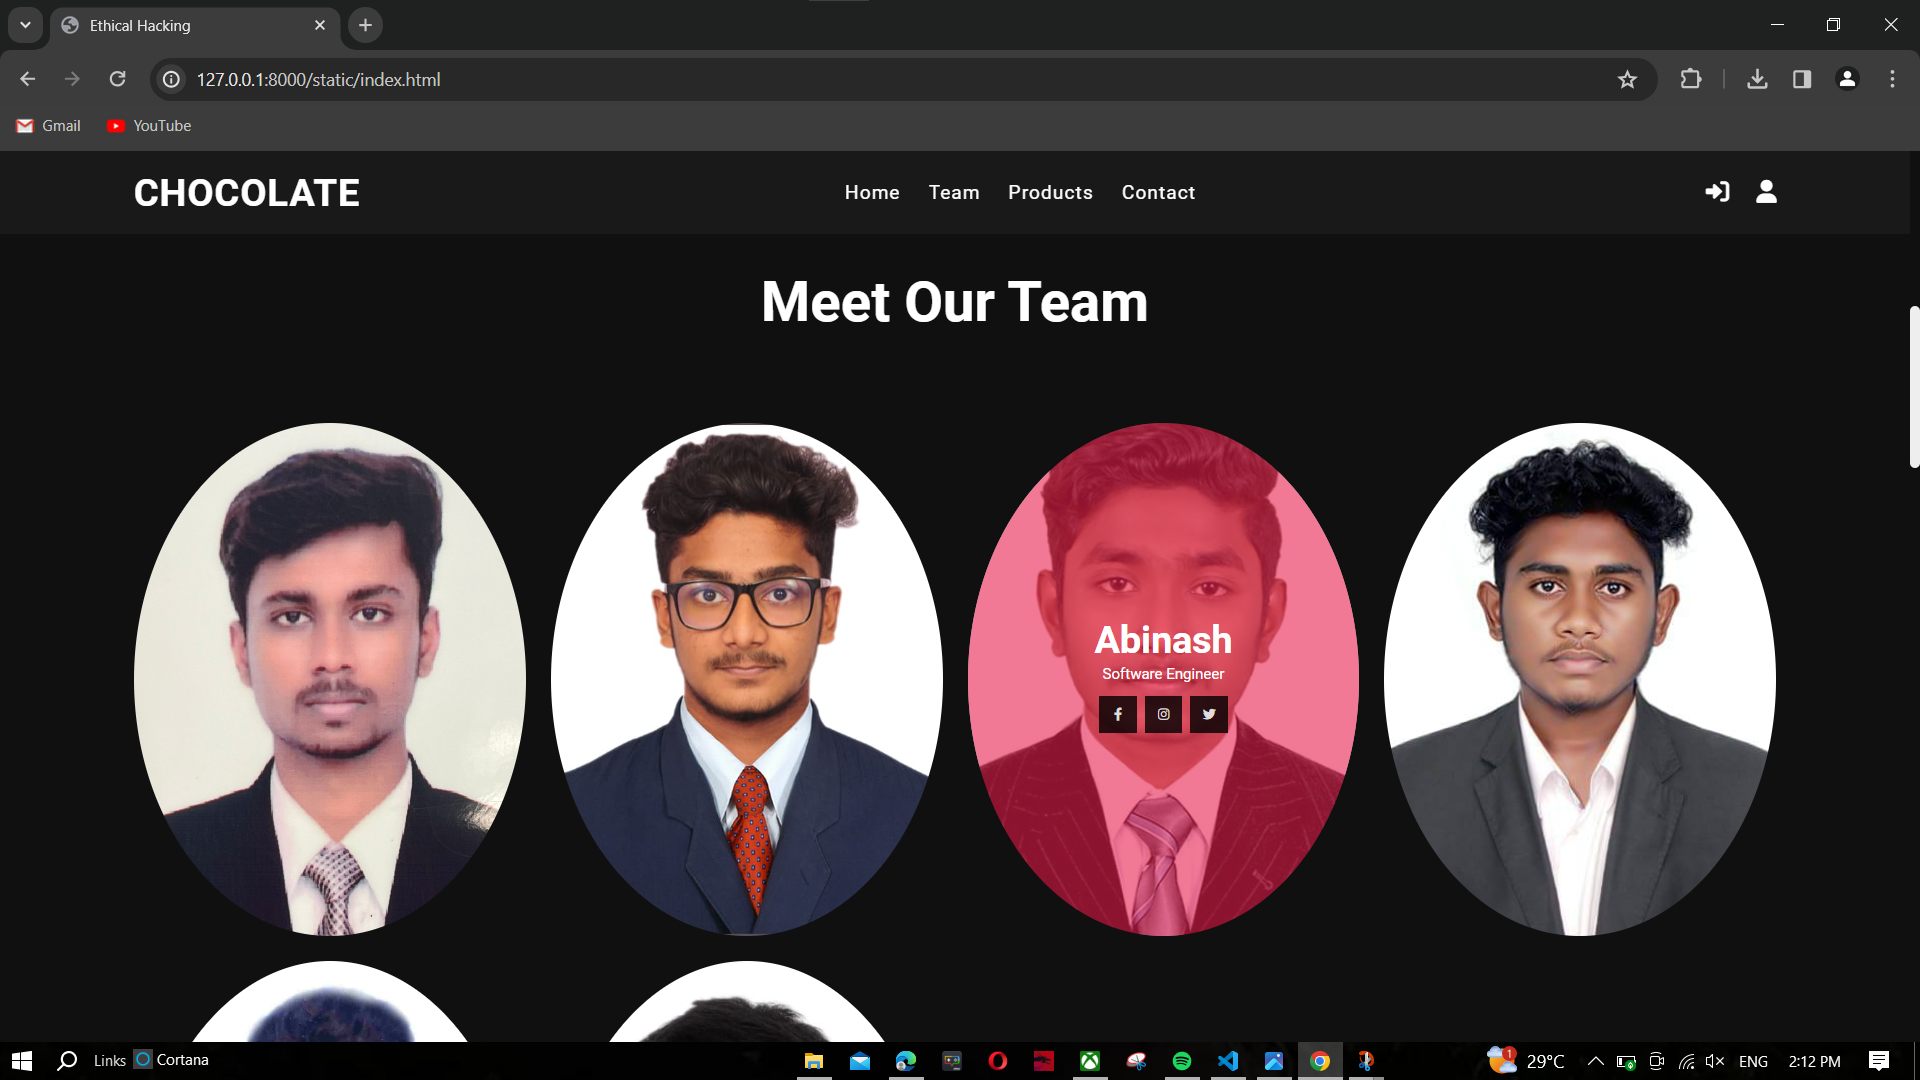 Ethical Hacking
127.0.0.1:8000/static/index.html
Gmail YouTube
CHOCOLATE Home Team Products Contact
Meet Our Team
Abinash
Software Engineer
Links Cortana 1 29°C ENG 2:12 PM